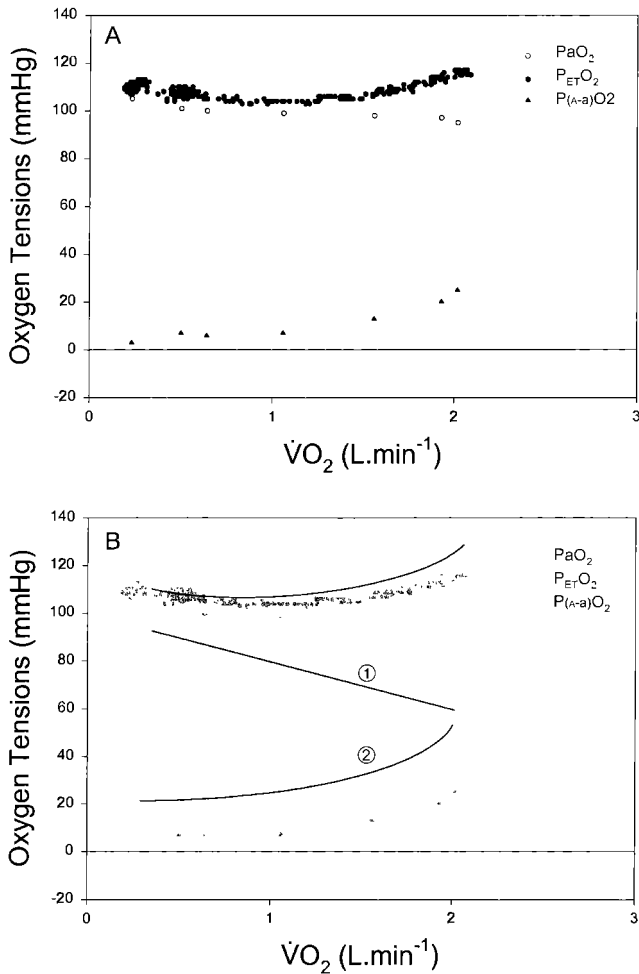 A
PaO₂
PETO₂
P(A-a)O2
Oxygen Tensions (mmHg)
140
120
100
80
60
40
20
0
-20
0 1 2 3
V̇O₂ (L.min⁻¹)
B
PaO₂
PETO₂
P(A-a)O₂
Oxygen Tensions (mmHg)
140
120
100
80
60
40
20
0
-20
①
②
0 1 2 3
V̇O₂ (L.min⁻¹)